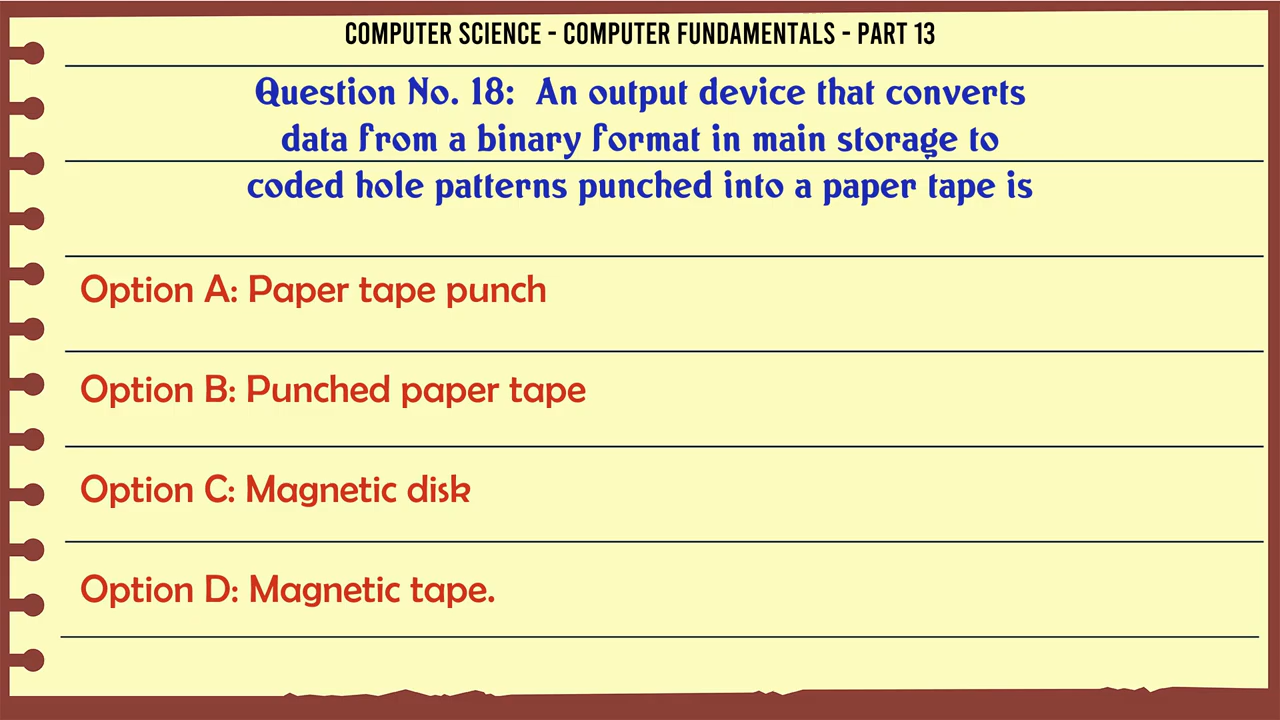 COMPUTER SCIENCE - COMPUTER FUNDAMENTALS - PART 13
Question No. 18: An output device that converts
data from a binary format in main storage to
coded hole patterns punched into a paper tape is
Option A: Paper tape punch
Option B: Punched paper tape
Option C: Magnetic disk
Option D: Magnetic tape.